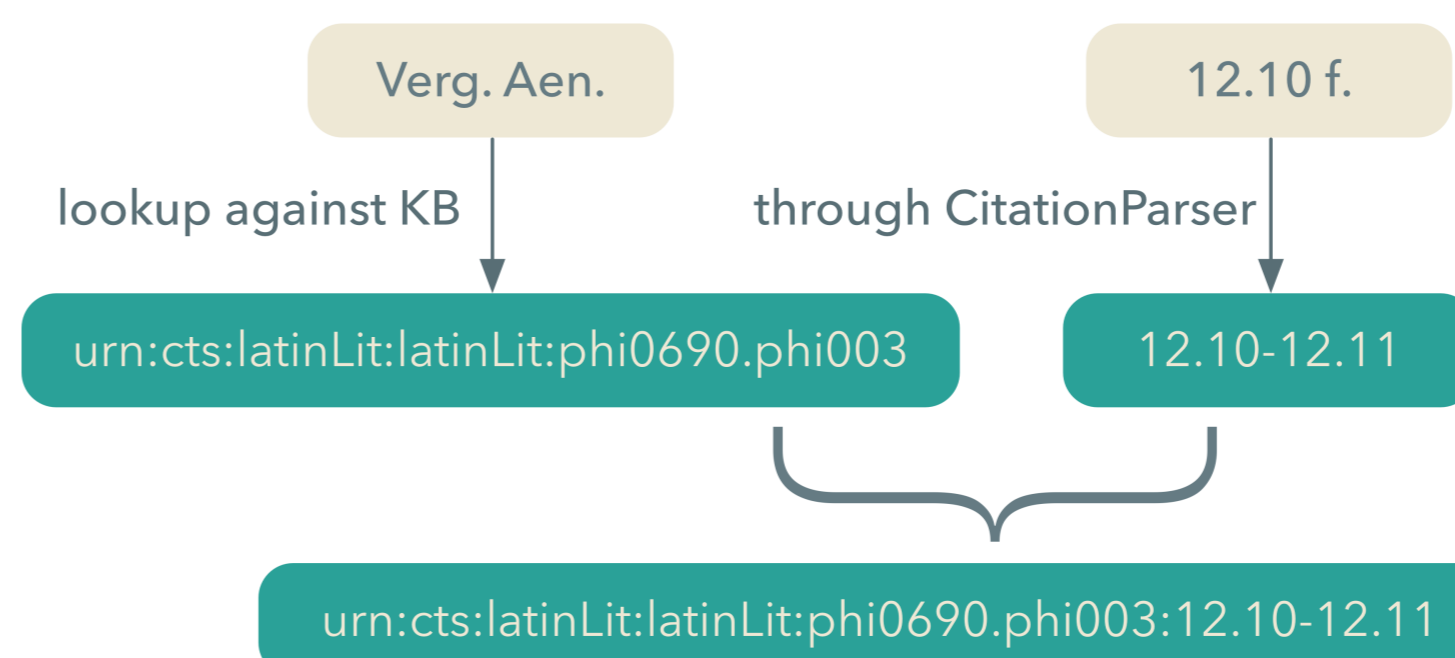 Verg. Aen.
12.10 f.
lookup against KB
through CitationParser
urn:cts:latinLit:latinLit:phi0690.phi003
12.10-12.11
urn:cts:latinLit:latinLit:phi0690.phi003:12.10-12.11